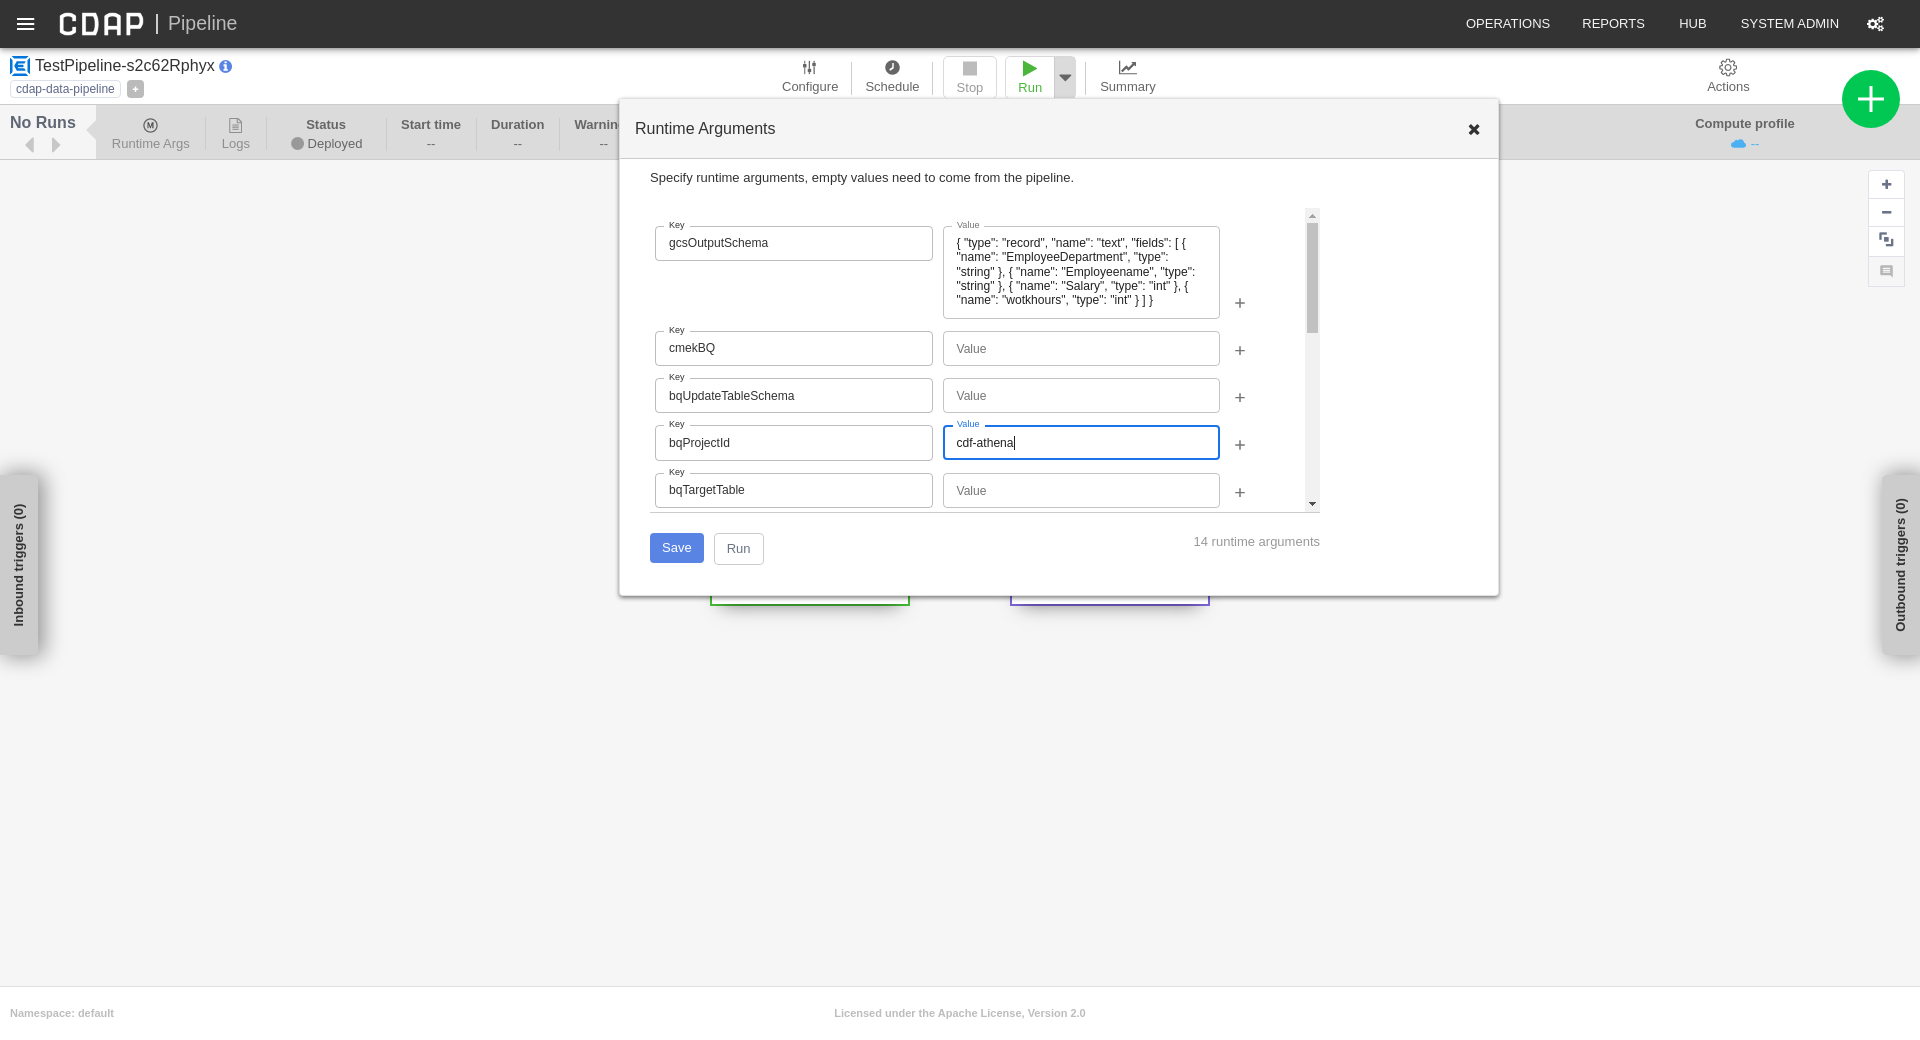 CDAP | Pipeline
OPERATIONS REPORTS HUB SYSTEM ADMIN
TestPipeline-s2c62Rphyx
cdap-data-pipeline
Configure Schedule Stop Run Summary Actions
No Runs
Runtime Args
Logs
Status
Deployed
Start time
--
Duration
--
Warnin
--
Compute profile
--
Runtime Arguments
Specify runtime arguments, empty values need to come from the pipeline.
Key
gcsOutputSchema
Value
{ "type": "record", "name": "text", "fields": [ {
"name": "EmployeeDepartment", "type":
"string" }, { "name": "Employeename", "type":
"string" }, { "name": "Salary", "type": "int" }, {
"name": "wotkhours", "type": "int" } ] }
Key
cmekBQ
Value
Key
bqUpdateTableSchema
Value
Key
bqProjectId
Value
cdf-athena
Key
bqTargetTable
Value
Save Run
14 runtime arguments
Inbound triggers (0)
Outbound triggers (0)
Namespace: default
Licensed under the Apache License, Version 2.0